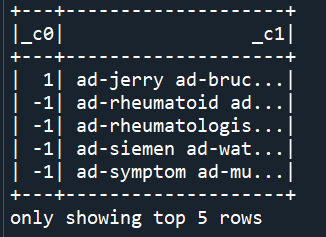 +---+--------------------+
|_c0|                 _c1|
+---+--------------------+
|  1| ad-jerry ad-bruc...|
| -1| ad-rheumatoid ad...|
| -1| ad-rheumatologis...|
| -1| ad-siemen ad-wat...|
| -1| ad-symptom ad-mu...|
+---+--------------------+
only showing top 5 rows